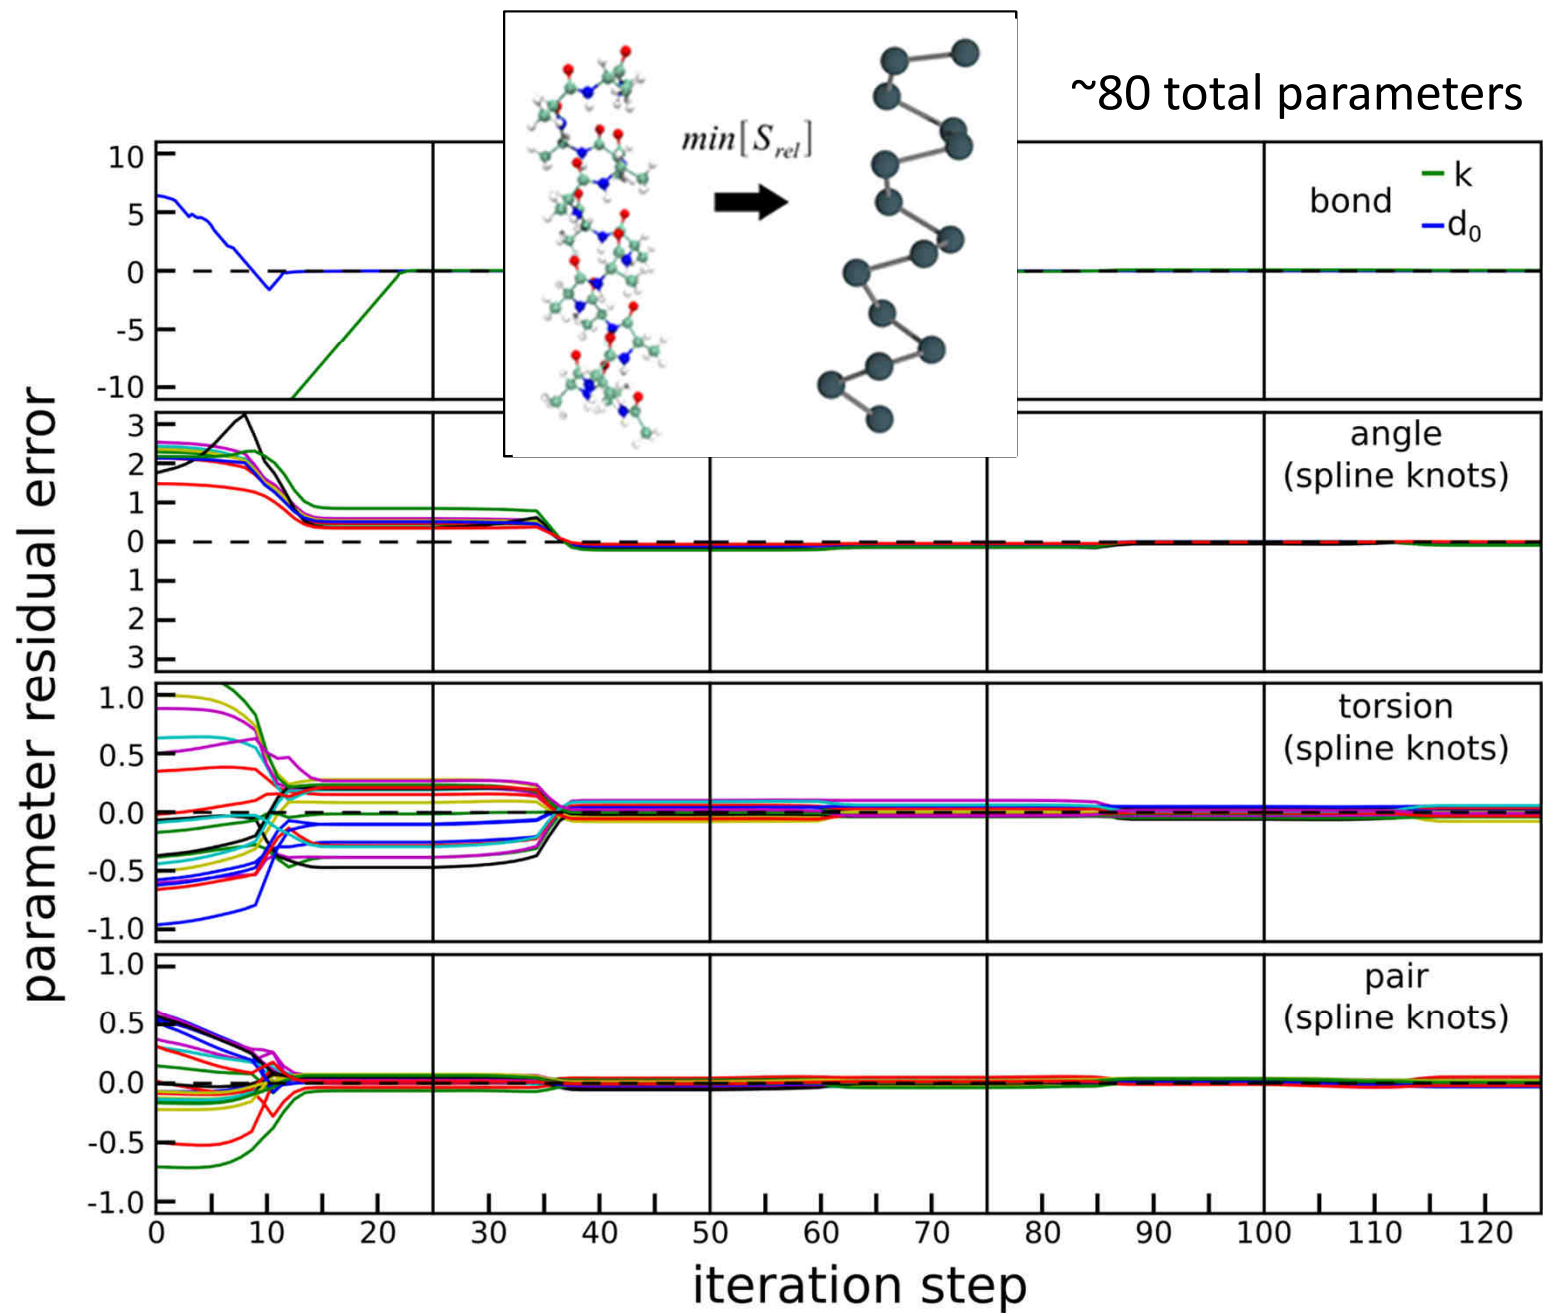 ~80 total parameters
min[S_rel]
parameter residual error
10
5
0
-5
-10
bond
k
d_0
3
2
1
0
1
2
3
angle
(spline knots)
1.0
0.5
0.0
-0.5
-1.0
torsion
(spline knots)
1.0
0.5
0.0
-0.5
-1.0
pair
(spline knots)
0 10 20 30 40 50 60 70 80 90 100 110 120
iteration step